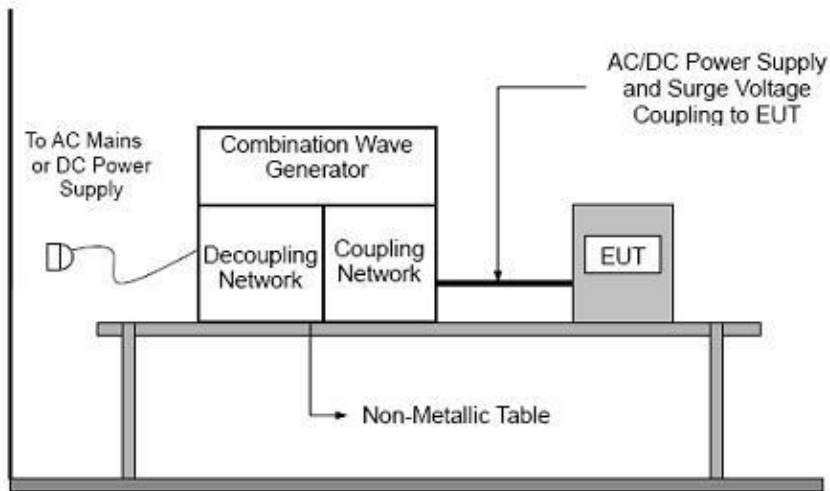 AC/DC Power Supply
and Surge Voltage
Coupling to EUT
To AC Mains
or DC Power
Supply
Combination Wave
Generator
Decoupling
Network
Coupling
Network
EUT
Non-Metallic Table